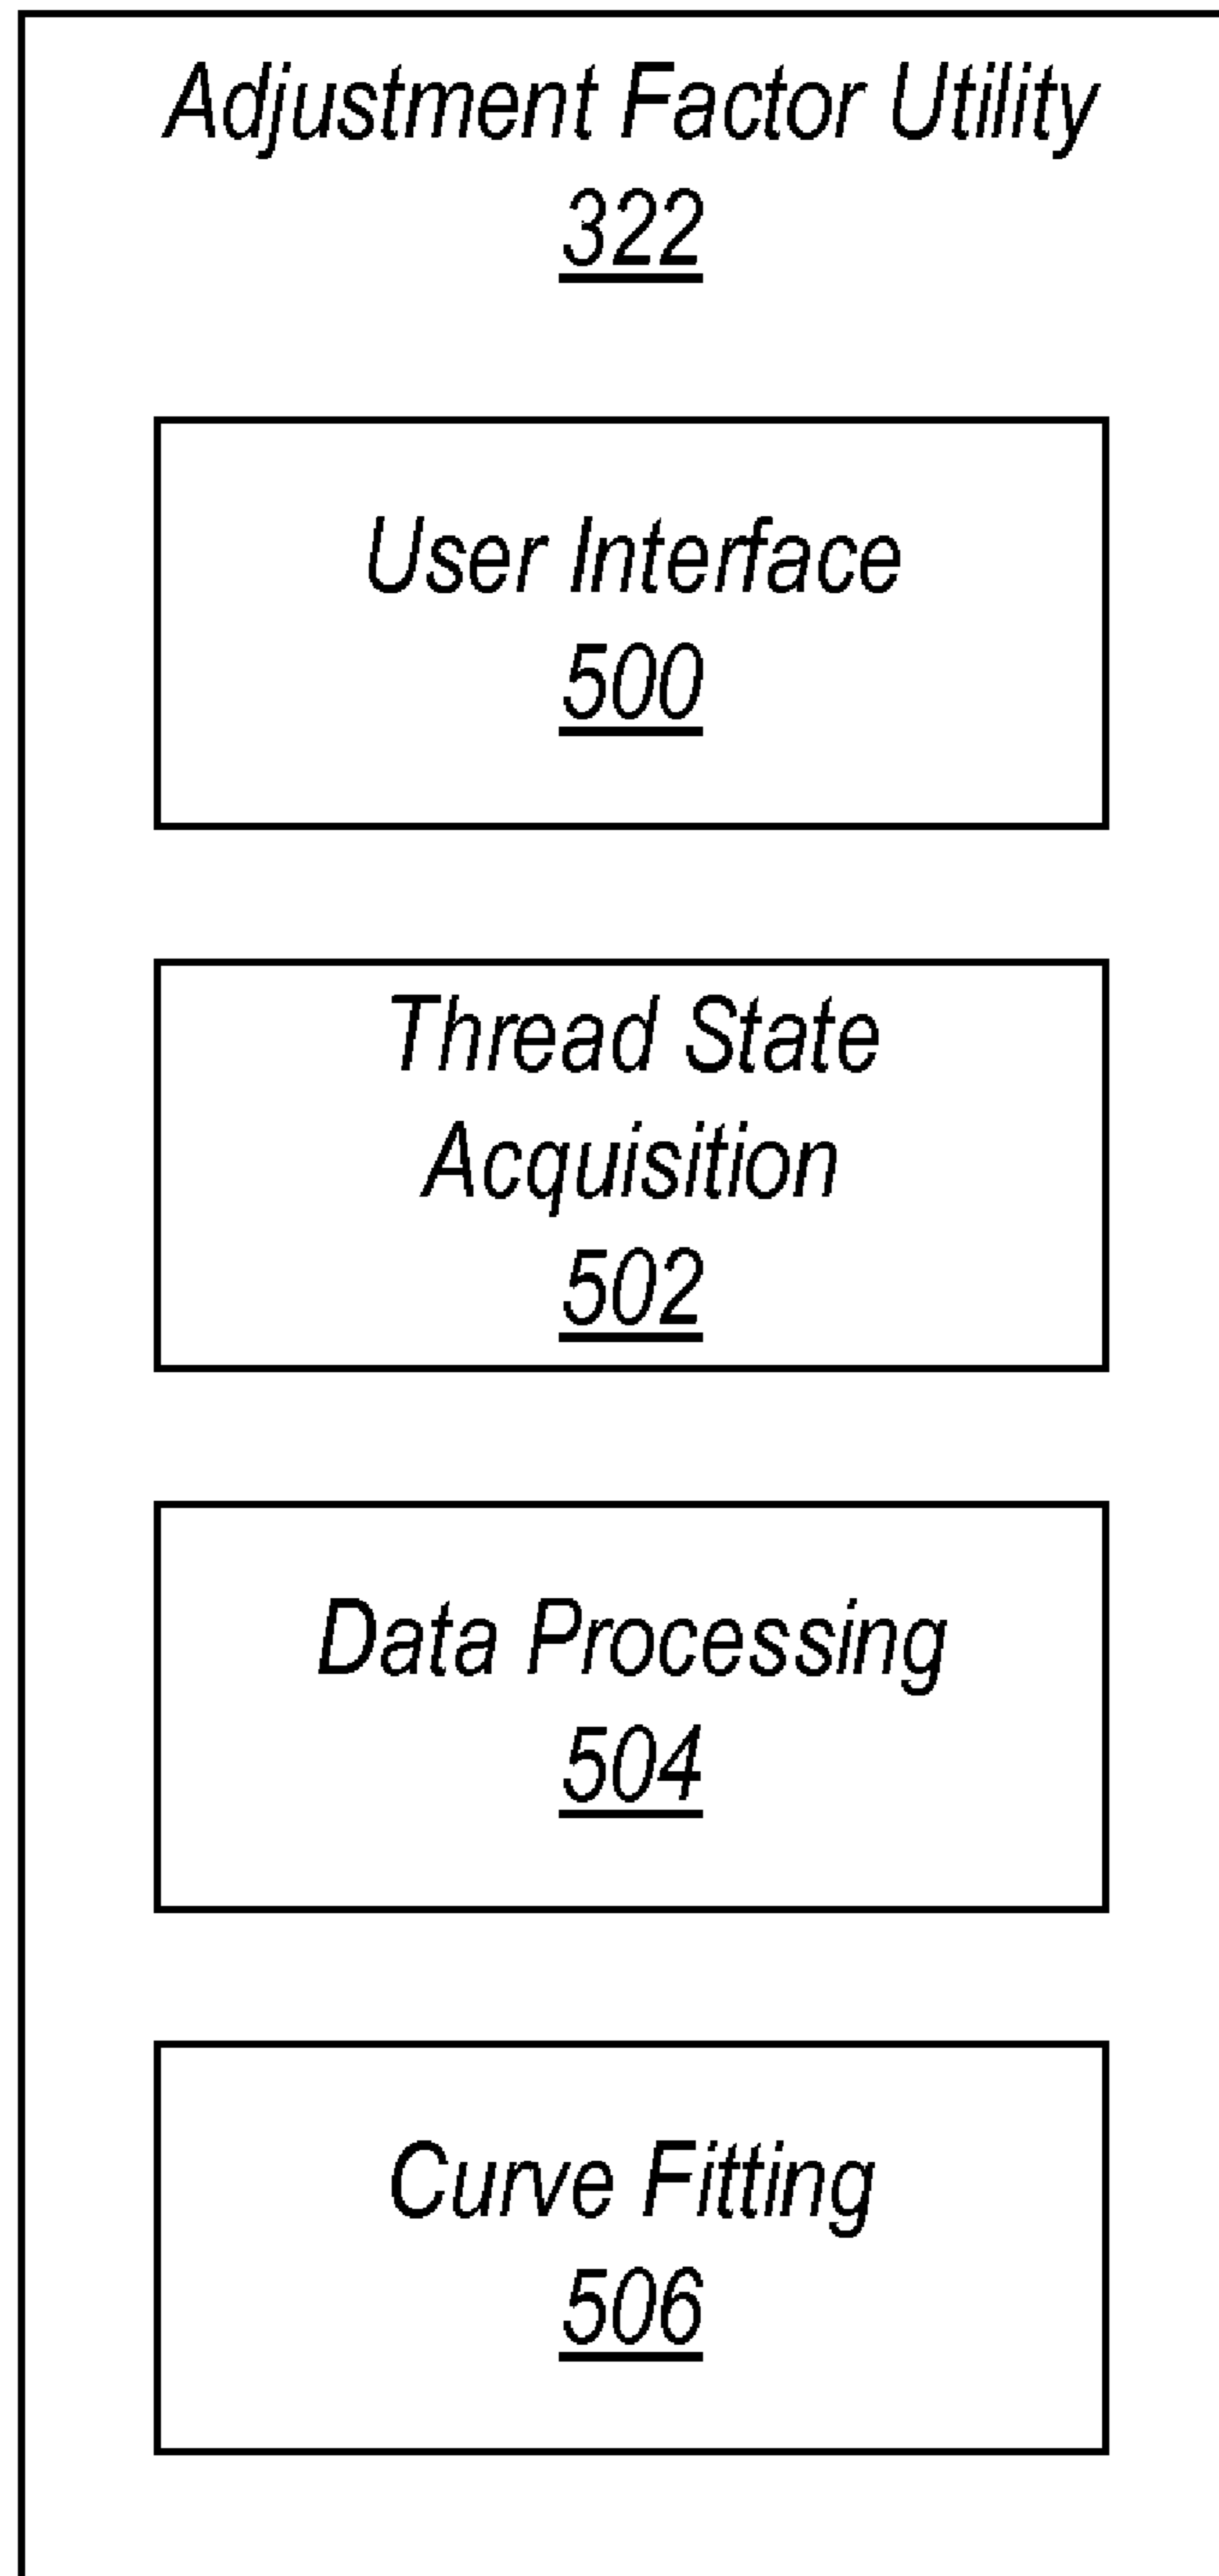 Adjustment Factor Utility
322
User Interface
500
Thread State
Acquisition
502
Data Processing
504
Curve Fitting
506